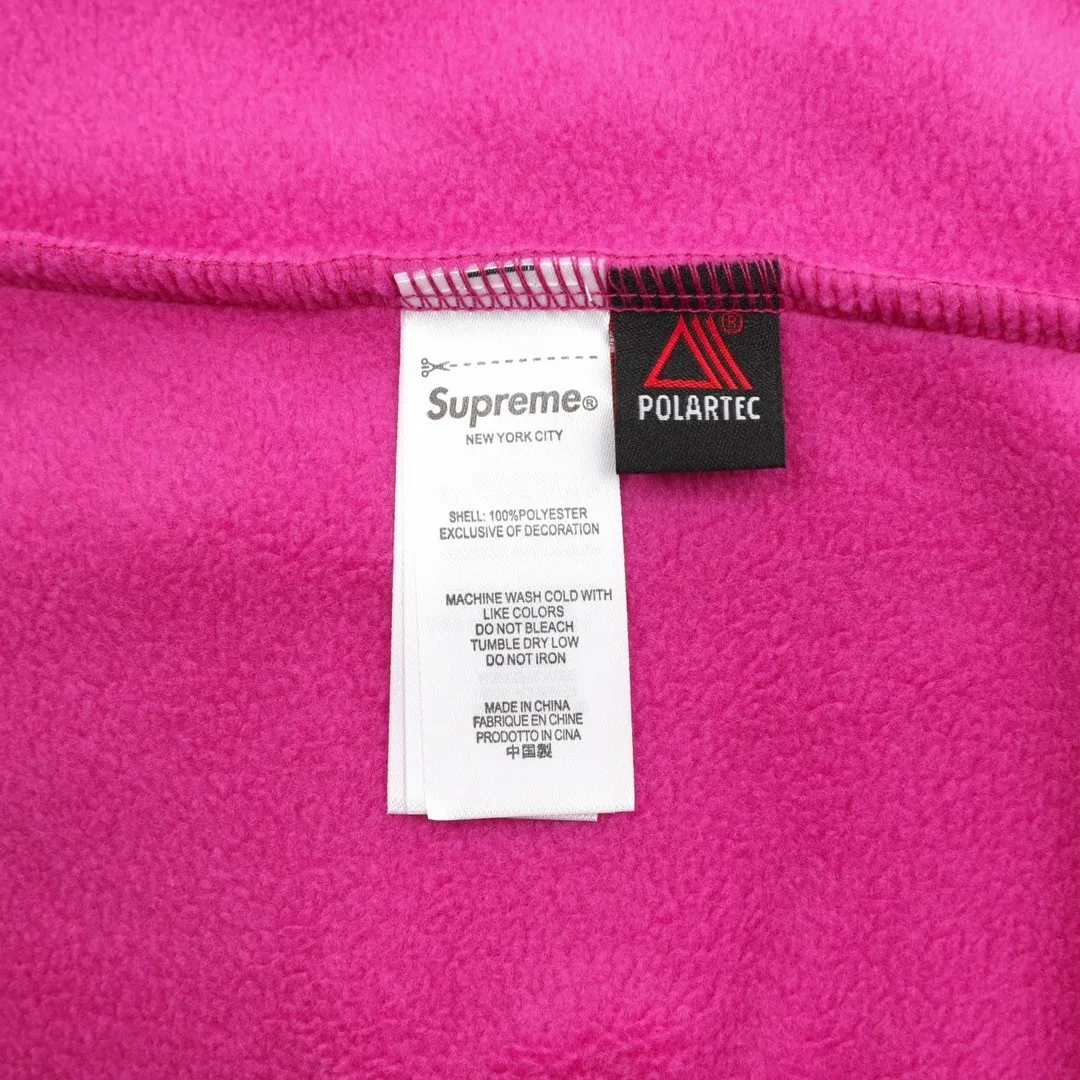 Supreme®
NEW YORK CITY
SHELL: 100%POLYESTER
EXCLUSIVE OF DECORATION
MACHINE WASH COLD WITH
LIKE COLORS
DO NOT BLEACH
TUMBLE DRY LOW
DO NOT IRON
MADE IN CHINA
FABRIQUE EN CHINE
PRODOTTO IN CINA
中国製
®
POLARTEC